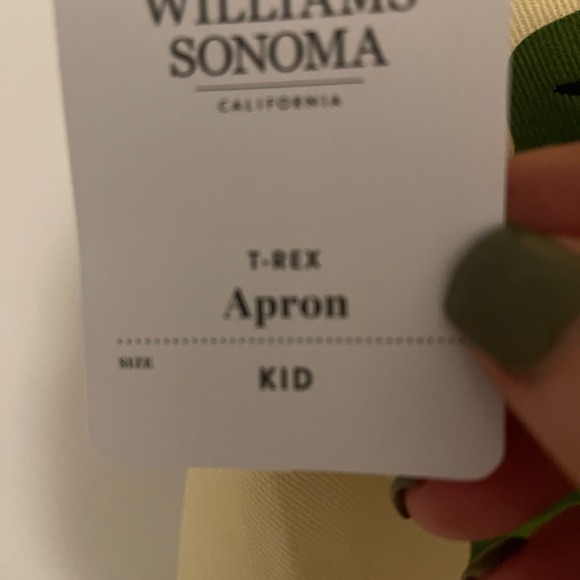 WILLIAMS
SONOMA
CALIFORNIA
T-REX
Apron
SIZE
KID